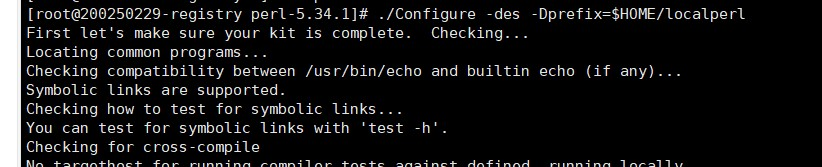 [root@200250229-registry perl-5.34.1]# ./Configure -des -Dprefix=$HOME/localperl
First let's make sure your kit is complete.  Checking...
Locating common programs...
Checking compatibility between /usr/bin/echo and builtin echo (if any)...
Symbolic links are supported.
Checking how to test for symbolic links...
You can test for symbolic links with 'test -h'.
Checking for cross-compile
No targethost for running compiler tests against defined, running locally